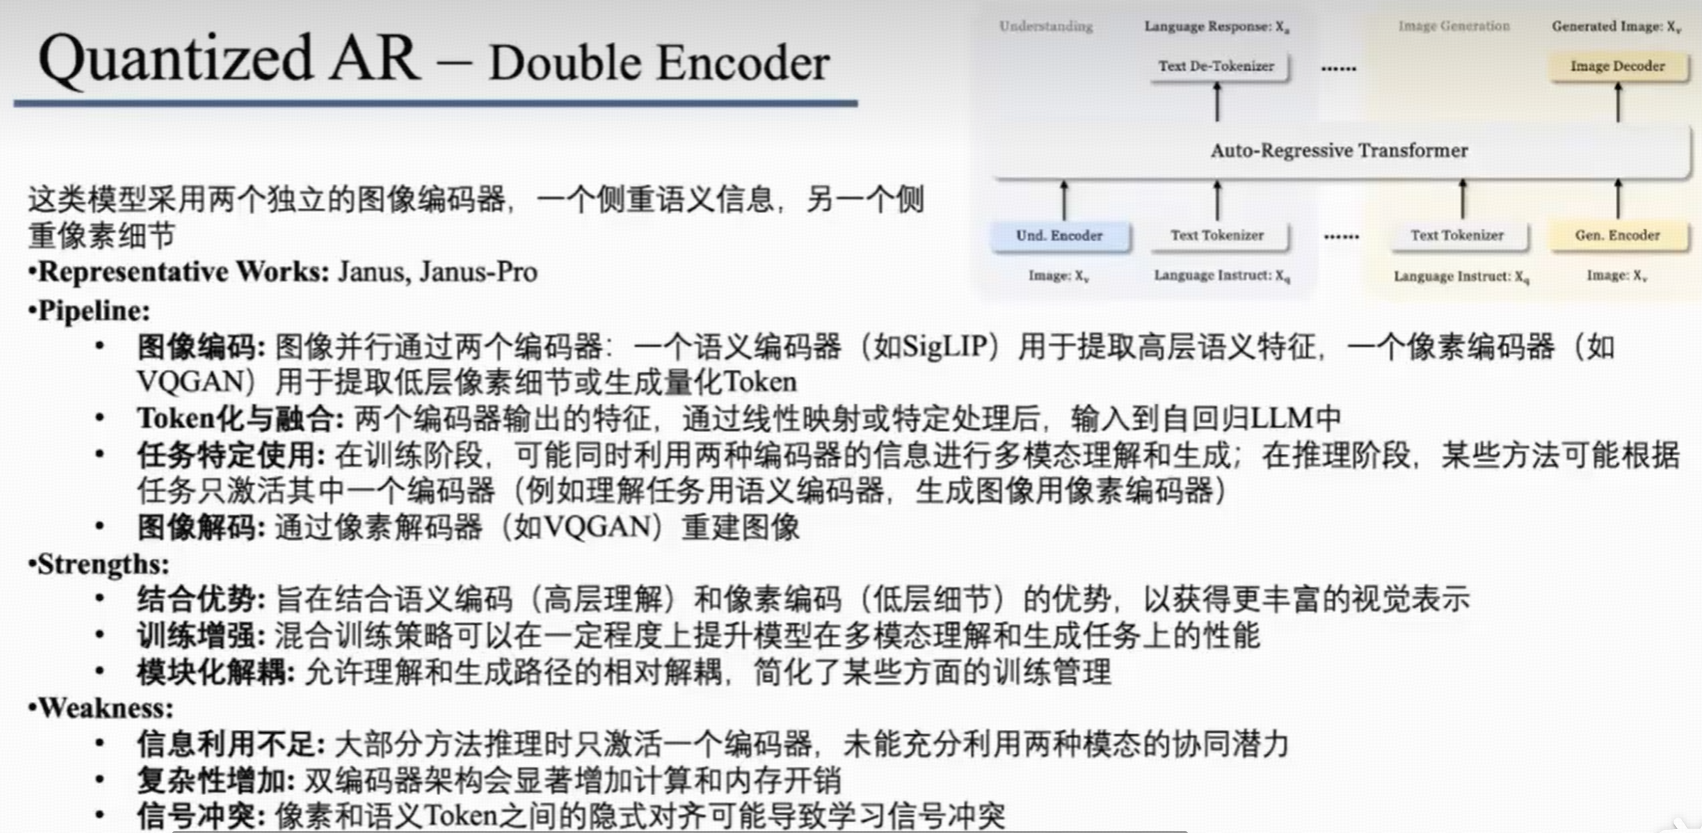 Quantized AR – Double Encoder
Understanding
Language Response: Xa
Image Generation
Generated Image: Xv
Text De-Tokenizer
......
Image Decoder
Auto-Regressive Transformer
Und. Encoder
Text Tokenizer
......
Text Tokenizer
Gen. Encoder
Image: Xv
Language Instruct: Xq
Language Instruct: Xq
Image: Xv
这类模型采用两个独立的图像编码器，一个侧重语义信息，另一个侧
重像素细节
•Representative Works: Janus, Janus-Pro
•Pipeline:
• 图像编码: 图像并行通过两个编码器：一个语义编码器（如SigLIP）用于提取高层语义特征，一个像素编码器（如
VQGAN）用于提取低层像素细节或生成量化Token
• Token化与融合: 两个编码器输出的特征，通过线性映射或特定处理后，输入到自回归LLM中
• 任务特定使用: 在训练阶段，可能同时利用两种编码器的信息进行多模态理解和生成；在推理阶段，某些方法可能根据
任务只激活其中一个编码器（例如理解任务用语义编码器，生成图像用像素编码器）
• 图像解码: 通过像素解码器（如VQGAN）重建图像
•Strengths:
• 结合优势: 旨在结合语义编码（高层理解）和像素编码（低层细节）的优势，以获得更丰富的视觉表示
• 训练增强: 混合训练策略可以在一定程度上提升模型在多模态理解和生成任务上的性能
• 模块化解耦: 允许理解和生成路径的相对解耦，简化了某些方面的训练管理
•Weakness:
• 信息利用不足: 大部分方法推理时只激活一个编码器，未能充分利用两种模态的协同潜力
• 复杂性增加: 双编码器架构会显著增加计算和内存开销
• 信号冲突: 像素和语义Token之间的隐式对齐可能导致学习信号冲突